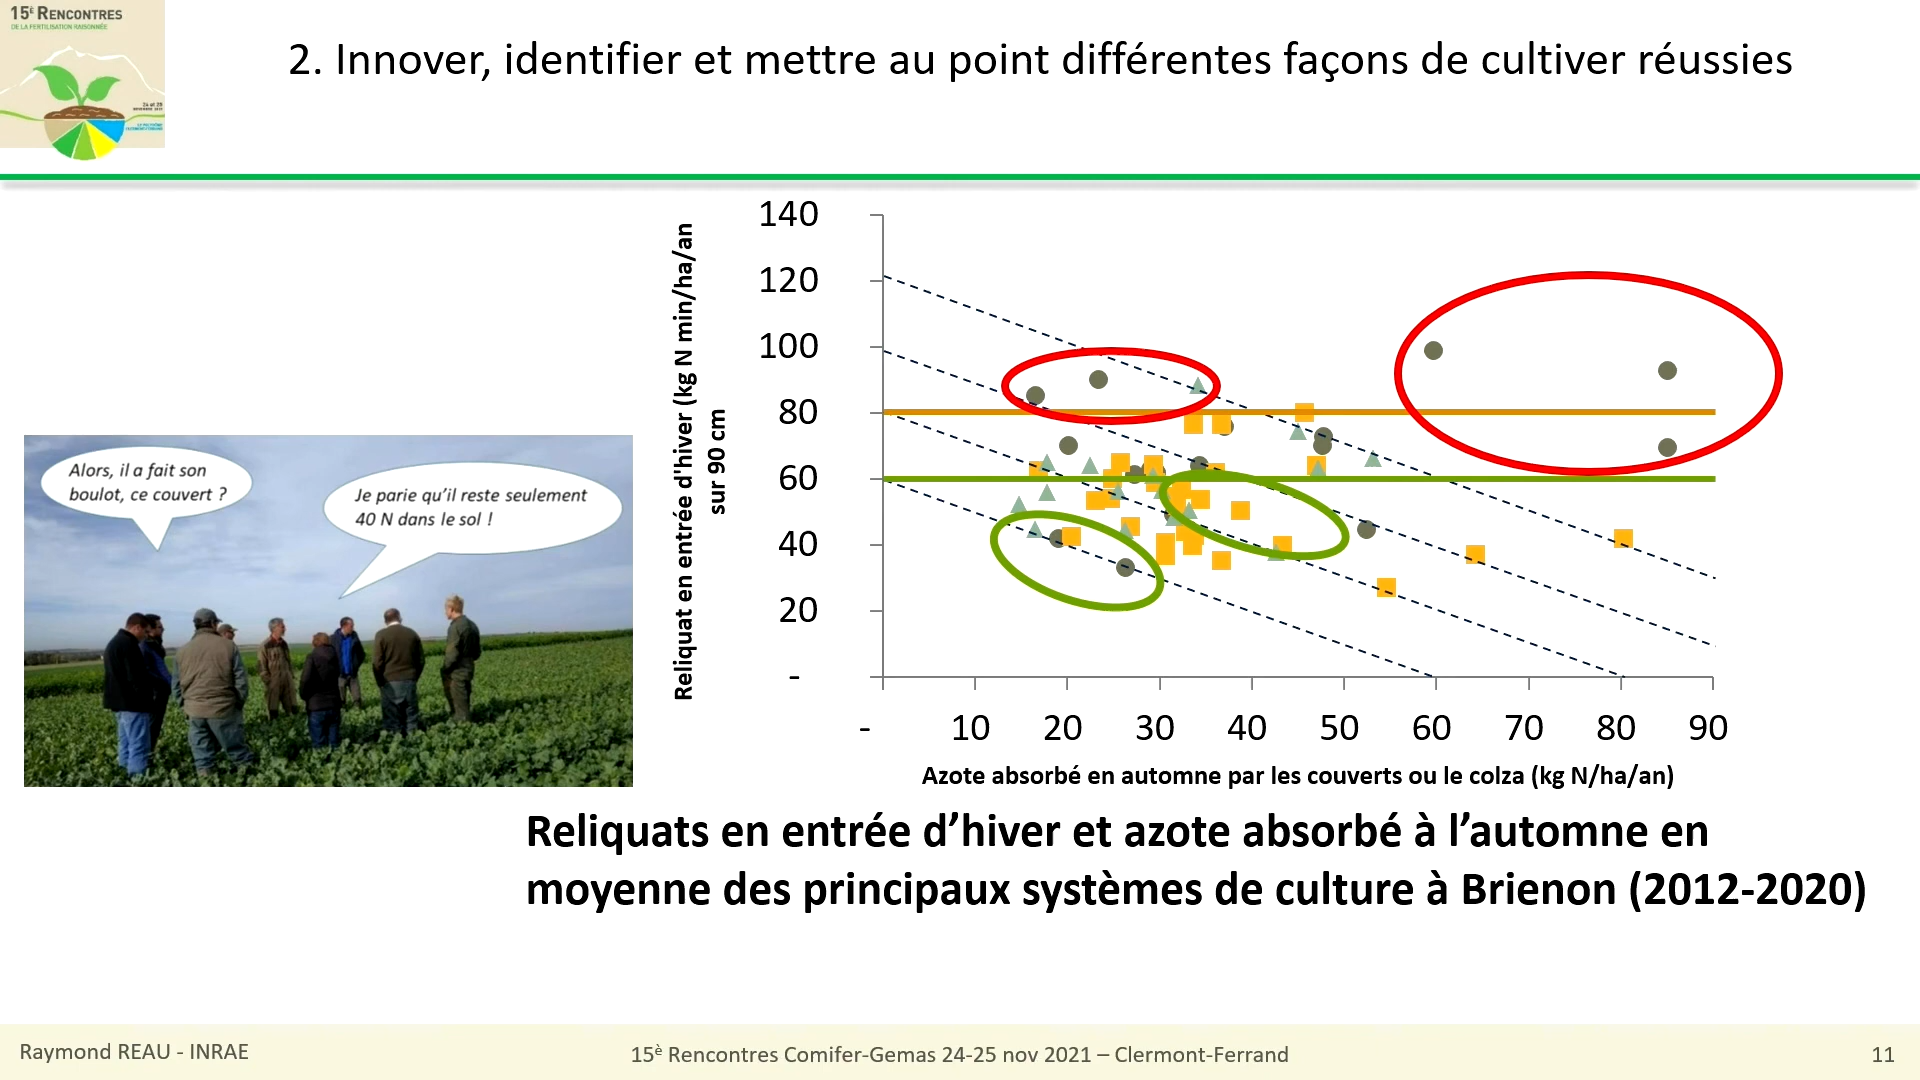 15è RENCONTRES
DE LA FERTILISATION RAISONNÉE
2. Innover, identifier et mettre au point différentes façons de cultiver réussies
Alors, il a fait son
boulot, ce couvert ?
Je parie qu'il reste seulement
40 N dans le sol !
Reliquat en entrée d'hiver (kg N min/ha/an
sur 90 cm
140
120
100
80
60
40
20
-
- 10 20 30 40 50 60 70 80 90
Azote absorbé en automne par les couverts ou le colza (kg N/ha/an)
Reliquats en entrée d’hiver et azote absorbé à l’automne en
moyenne des principaux systèmes de culture à Brienon (2012-2020)
Raymond REAU - INRAE
15è Rencontres Comifer-Gemas 24-25 nov 2021 – Clermont-Ferrand
11